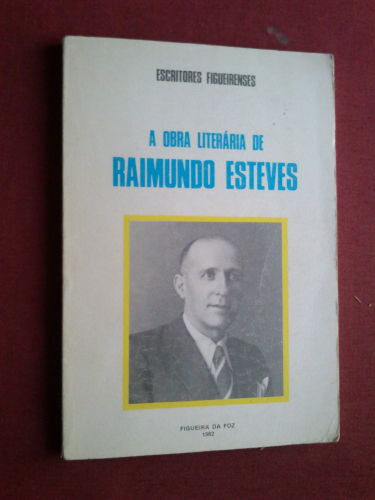 ESCRITORES FIGUEIRENSES
A OBRA LITERÁRIA DE
RAIMUNDO ESTEVES
FIGUEIRA DA FOZ
1982